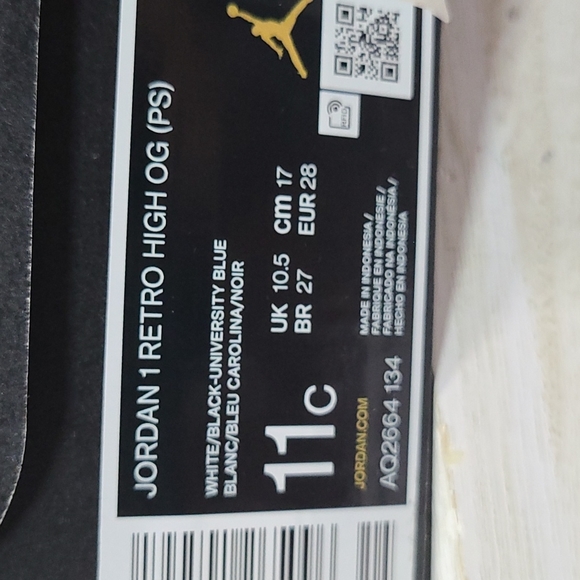 JORDAN 1 RETRO HIGH OG (PS)
WHITE/BLACK-UNIVERSITY BLUE
BLANC/BLEU CAROLINA/NOIR
11C
UK 10.5 cm 17
BR 27 EUR 28
JORDAN.COM
AQ2664 134
MADE IN INDONESIA/
FABRIQUE EN INDONESIE/
FABRICADO NA INDONÉSIA/
HECHO EN INDONESIA